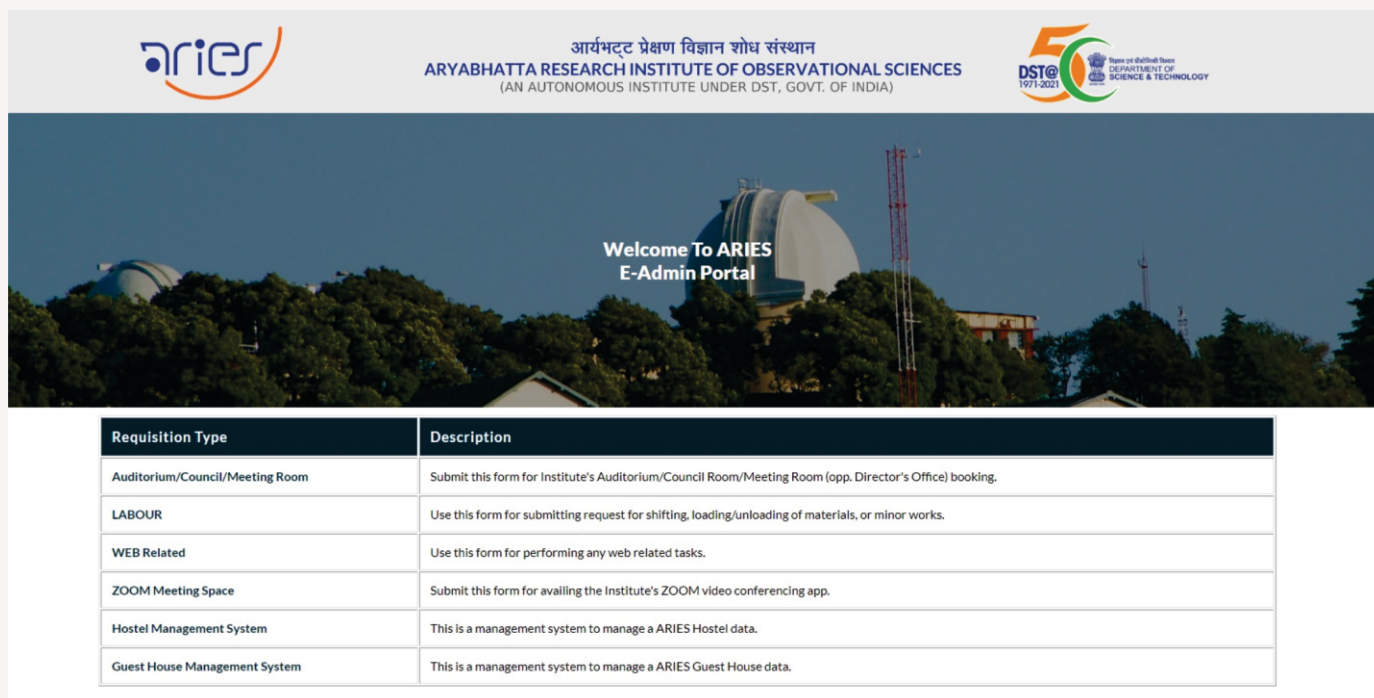 aries
आर्यभट्ट प्रेक्षण विज्ञान शोध संस्थान
ARYABHATTA RESEARCH INSTITUTE OF OBSERVATIONAL SCIENCES
(AN AUTONOMOUS INSTITUTE UNDER DST, GOVT. OF INDIA)
50
DST@
1971-2021
विज्ञान एवं प्रौद्योगिकी विभाग
DEPARTMENT OF
SCIENCE & TECHNOLOGY
Welcome To ARIES
E-Admin Portal
Requisition Type Description
Auditorium/Council/Meeting Room Submit this form for Institute's Auditorium/Council Room/Meeting Room (opp. Director's Office) booking.
LABOUR Use this form for submitting request for shifting, loading/unloading of materials, or minor works.
WEB Related Use this form for performing any web related tasks.
ZOOM Meeting Space Submit this form for availing the Institute's ZOOM video conferencing app.
Hostel Management System This is a management system to manage a ARIES Hostel data.
Guest House Management System This is a management system to manage a ARIES Guest House data.